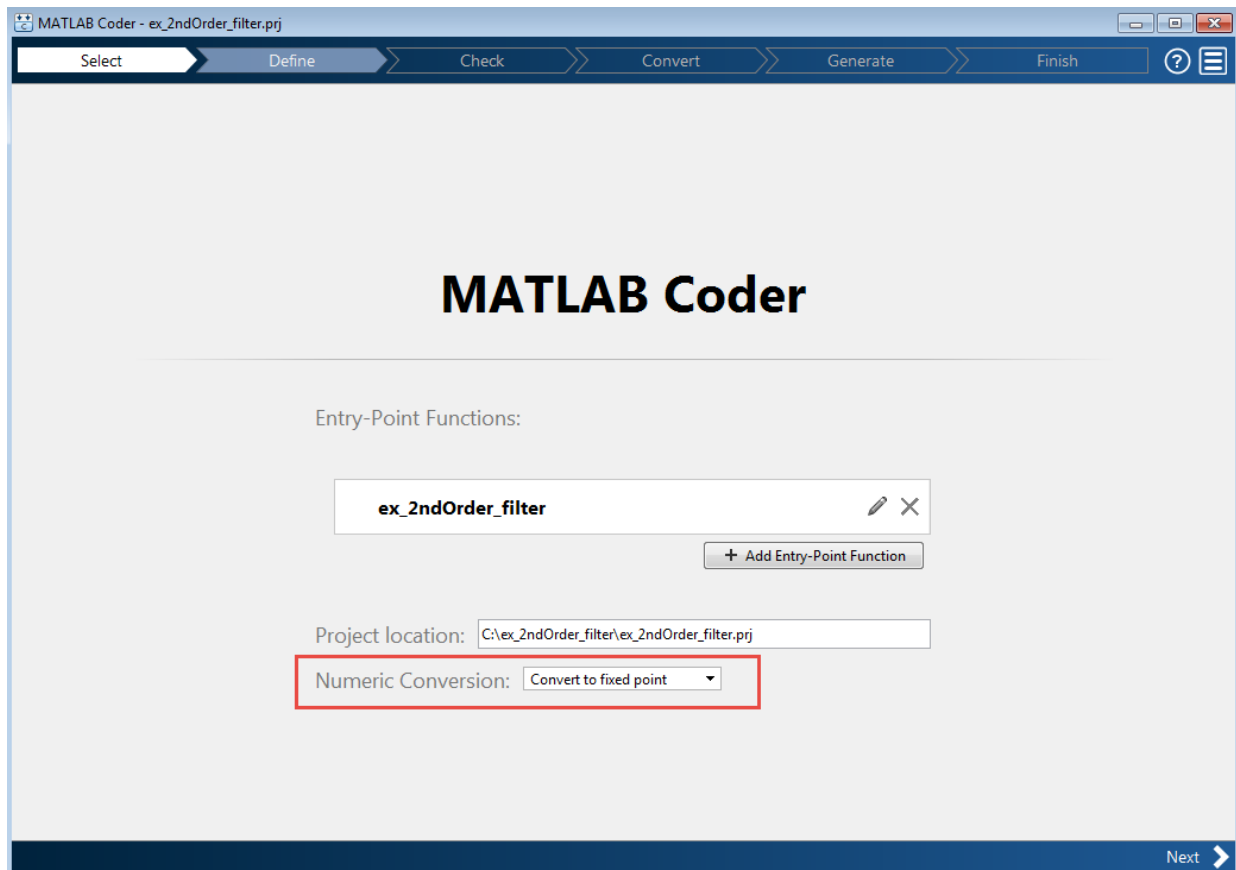 MATLAB Coder - ex_2ndOrder_filter.prj
Select Define Check Convert Generate Finish
MATLAB Coder
Entry-Point Functions:
ex_2ndOrder_filter
+ Add Entry-Point Function
Project location: C:\ex_2ndOrder_filter\ex_2ndOrder_filter.prj
Numeric Conversion: Convert to fixed point
Next